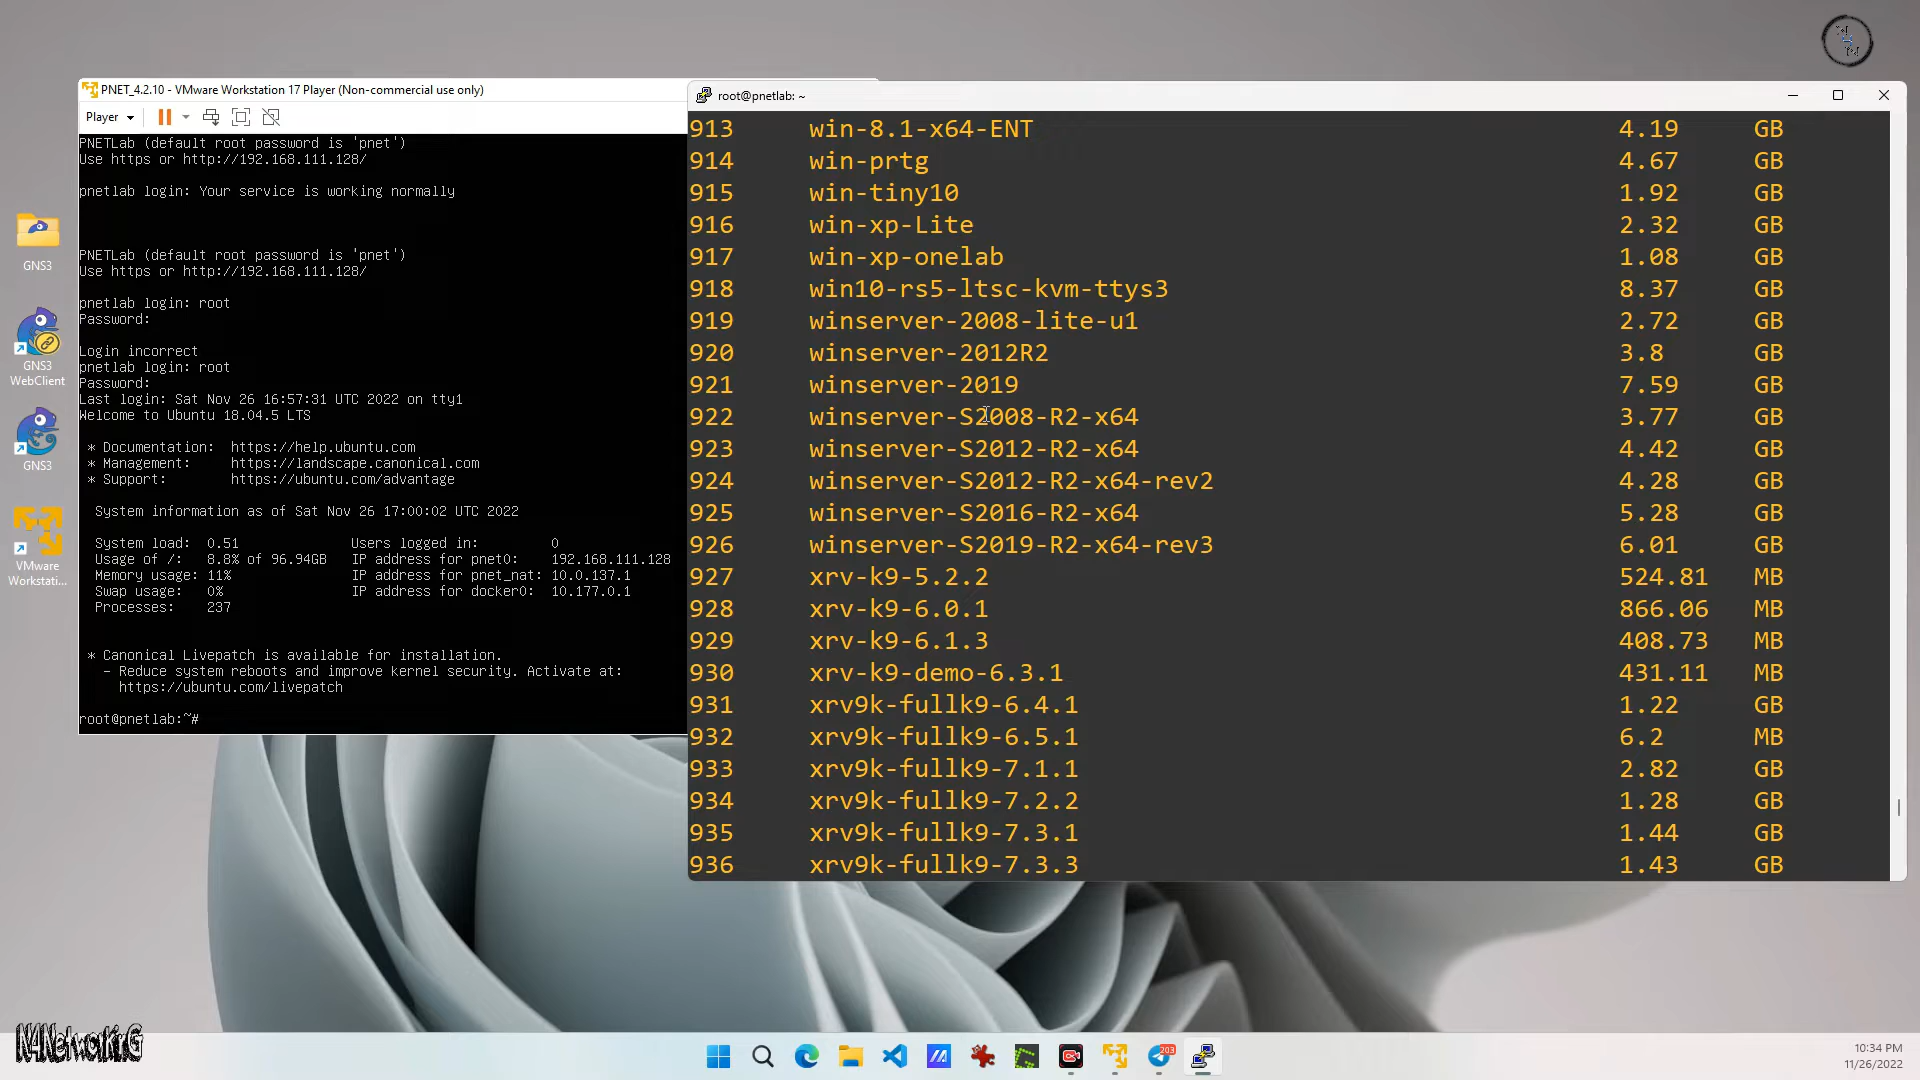 PNET_4.2.10 - VMware Workstation 17 Player (Non-commercial use only)
Player
PNETLab (default root password is 'pnet')
Use https or http://192.168.111.128/
pnetlab login: Your service is working normally
PNETLab (default root password is 'pnet')
Use https or http://192.168.111.128/
pnetlab login: root
Password:
Login incorrect
pnetlab login: root
Password:
Last login: Sat Nov 26 16:57:31 UTC 2022 on tty1
Welcome to Ubuntu 18.04.5 LTS
* Documentation: https://help.ubuntu.com
* Management: https://landscape.canonical.com
* Support: https://ubuntu.com/advantage
System information as of Sat Nov 26 17:00:02 UTC 2022
System load: 0.51 Users logged in: 0
Usage of /: 8.8% of 96.94GB IP address for pnet0: 192.168.111.128
Memory usage: 11% IP address for pnet_nat: 10.0.137.1
Swap usage: 0% IP address for docker0: 10.177.0.1
Processes: 237
* Canonical Livepatch is available for installation.
- Reduce system reboots and improve kernel security. Activate at:
https://ubuntu.com/livepatch
root@pnetlab:~#
root@pnetlab: ~
913 win-8.1-x64-ENT 4.19 GB
914 win-prtg 4.67 GB
915 win-tiny10 1.92 GB
916 win-xp-Lite 2.32 GB
917 win-xp-onelab 1.08 GB
918 win10-rs5-ltsc-kvm-ttys3 8.37 GB
919 winserver-2008-lite-u1 2.72 GB
920 winserver-2012R2 3.8 GB
921 winserver-2019 7.59 GB
922 winserver-S2008-R2-x64 3.77 GB
923 winserver-S2012-R2-x64 4.42 GB
924 winserver-S2012-R2-x64-rev2 4.28 GB
925 winserver-S2016-R2-x64 5.28 GB
926 winserver-S2019-R2-x64-rev3 6.01 GB
927 xrv-k9-5.2.2 524.81 MB
928 xrv-k9-6.0.1 866.06 MB
929 xrv-k9-6.1.3 408.73 MB
930 xrv-k9-demo-6.3.1 431.11 MB
931 xrv9k-fullk9-6.4.1 1.22 GB
932 xrv9k-fullk9-6.5.1 6.2 MB
933 xrv9k-fullk9-7.1.1 2.82 GB
934 xrv9k-fullk9-7.2.2 1.28 GB
935 xrv9k-fullk9-7.3.1 1.44 GB
936 xrv9k-fullk9-7.3.3 1.43 GB
GNS3
GNS3
WebClient
GNS3
VMware
Workstati...
N4NetworkinG
203
10:34 PM
11/26/2022